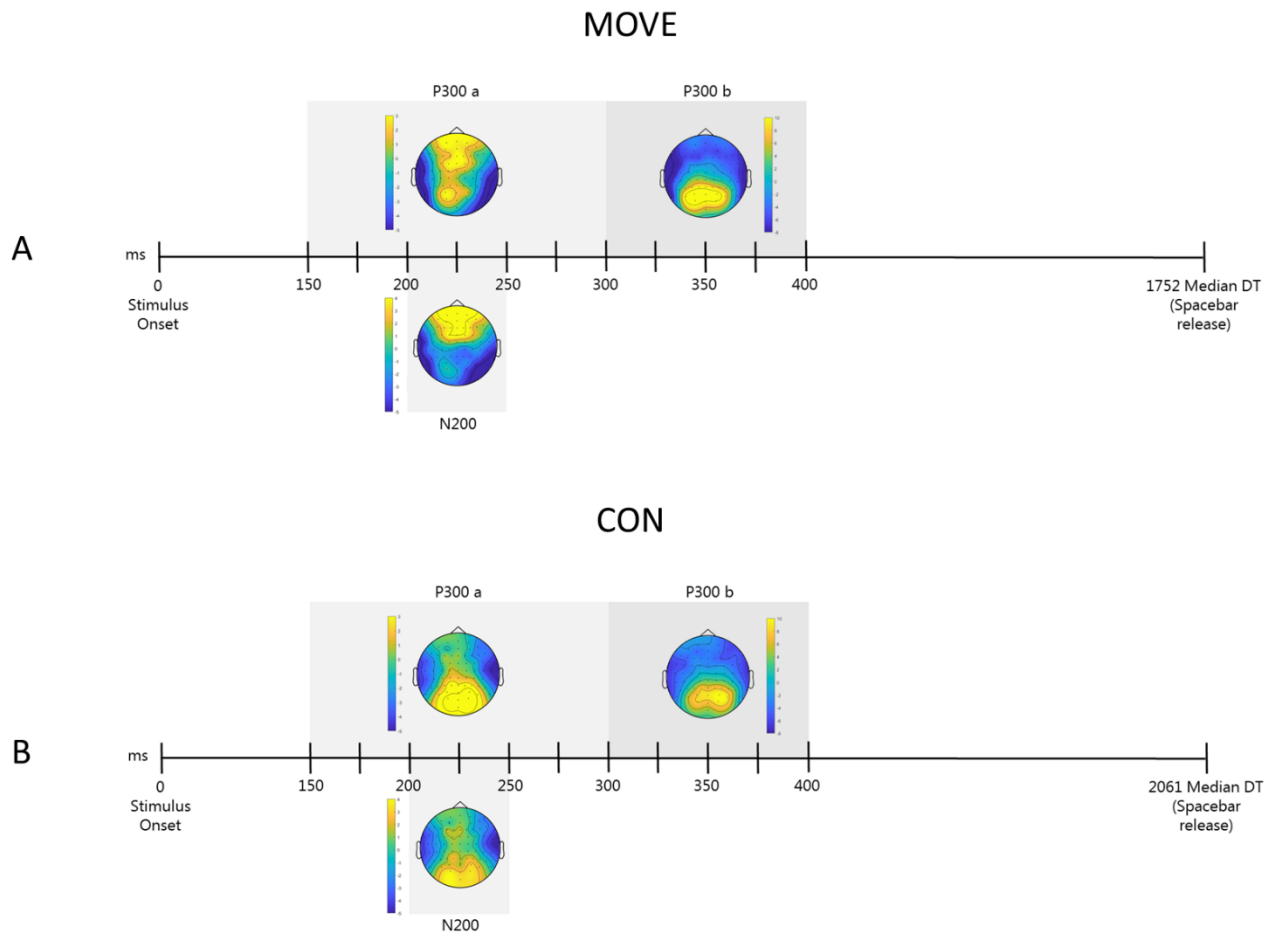 MOVE
P300 a
P300 b
A
ms
0
150
200
250
300
350
400
1752 Median DT
Stimulus
Onset
(Spacebar
release)
N200
CON
P300 a
P300 b
B
ms
0
150
200
250
300
350
400
2061 Median DT
Stimulus
Onset
(Spacebar
release)
N200